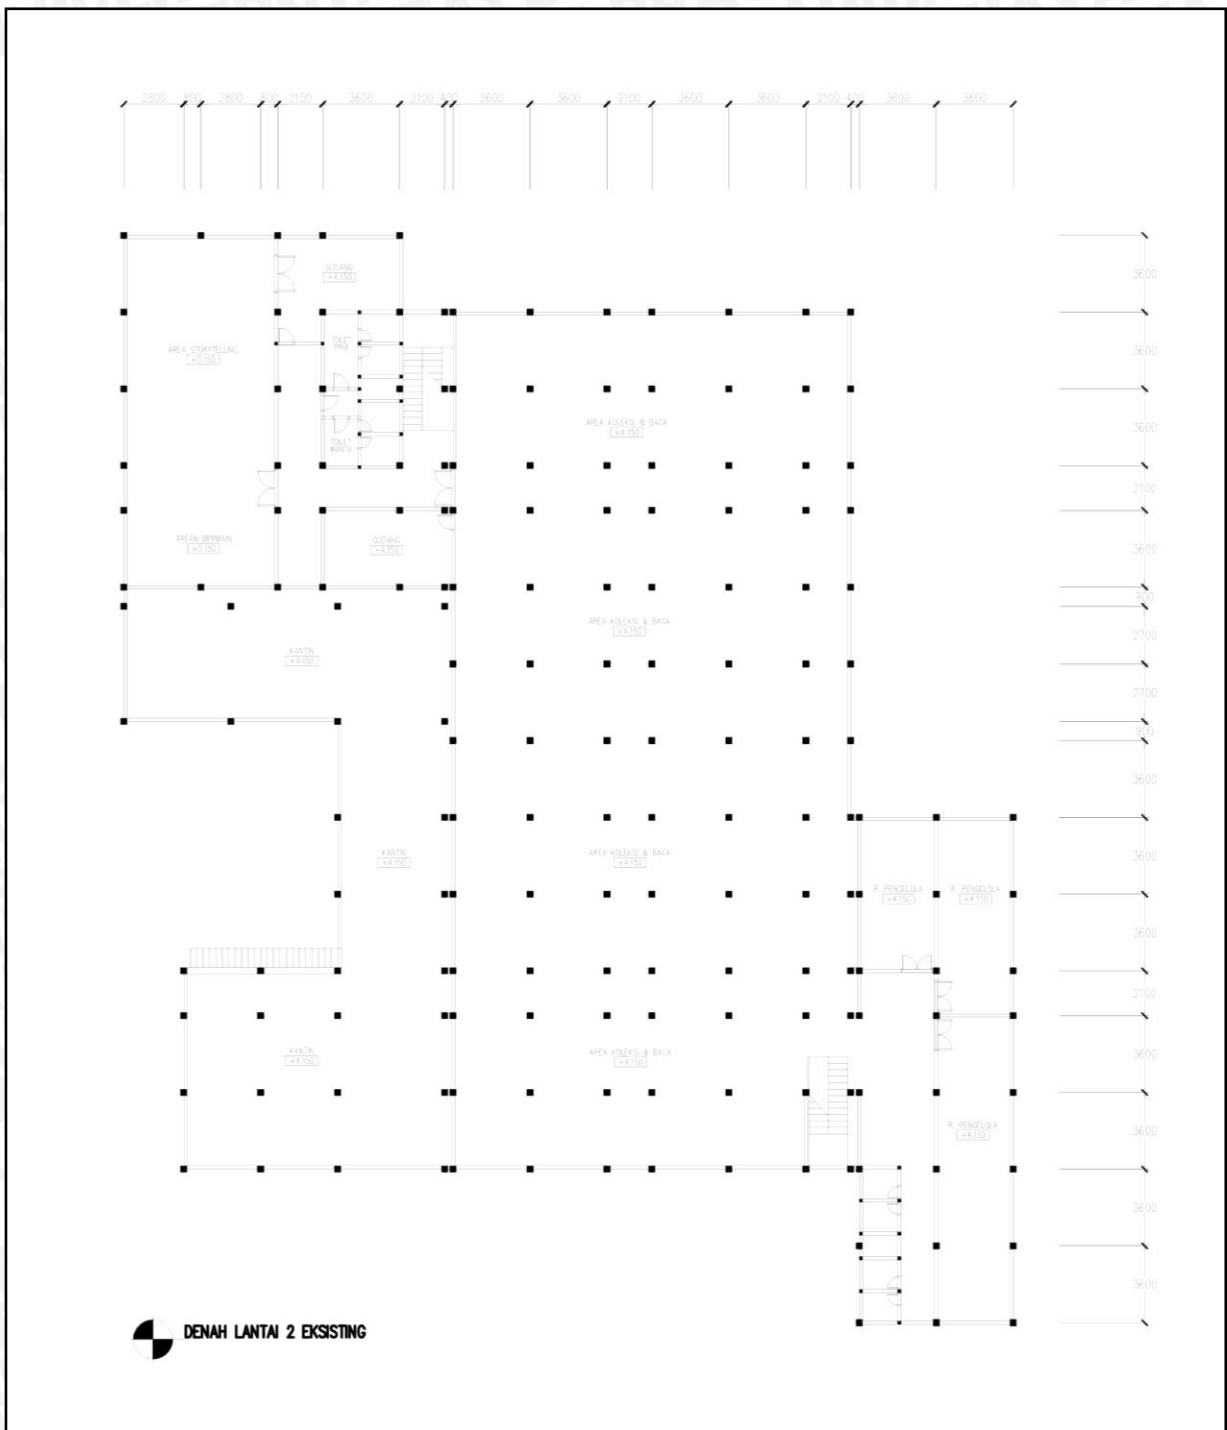 2800 800 2800 800 2100 3600 2100 400 3600 3600 2100 3600 3600 2100 400 3600 3600
3600
GUDANG
+4.150
3600
TOILET
PRIA
AREA STORYTELLING
+0.150
AREA KOLEKSI & BACA
+4.150
3600
TOILET
WANITA
2100
AREAN BERMAIN
+0.150
GUDANG
+4.150
3600
900
AREA KOLEKSI & BACA
+4.150
2700
KANTIN
+4.150
2700
900
3600
KANTIN
+4.150
AREA KOLEKSI & BACA
+4.150
3600
R. PENGELOLA
+4.150
R. PENGELOLA
+4.150
3600
2100
KANTIN
+4.150
AREA KOLEKSI & BACA
+4.150
3600
R. PENGELOLA
+4.150
3600
3600
3600
DENAH LANTAI 2 EKSISTING